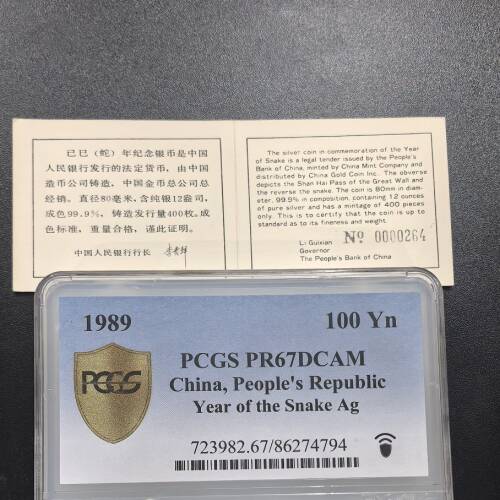 己巳（蛇）年纪念银币是中国
人民银行发行的法定货币，由中国
造币公司铸造，中国金币总公司总
经销。直径80毫米，含纯银12盎司，
成色99.9%，铸造发行量400枚。成
色标准，重量合格，谨此证明。
中国人民银行行长
The silver coin in commemoration of the Year
of Snake is a legal tender issued by the People's
Bank of China, minted by China Mint Company and
distributed by China Gold Coin Inc. The obverse
depicts the Shan Hai Pass of the Great Wall and
the reverse the snake. The coin is 80mm in diam-
eter, 99.9% in composition, containing 12 ounces
of pure silver and has a mintage of 400 pieces
only. This is to certify that the coin is up to
standard as to its fineness and weight.
Li Guixian
Governor
The People's Bank of China
Nº 0000264
1989
100 Yn
PCGS
PCGS PR67DCAM
China, People's Republic
Year of the Snake Ag
723982.67/86274794